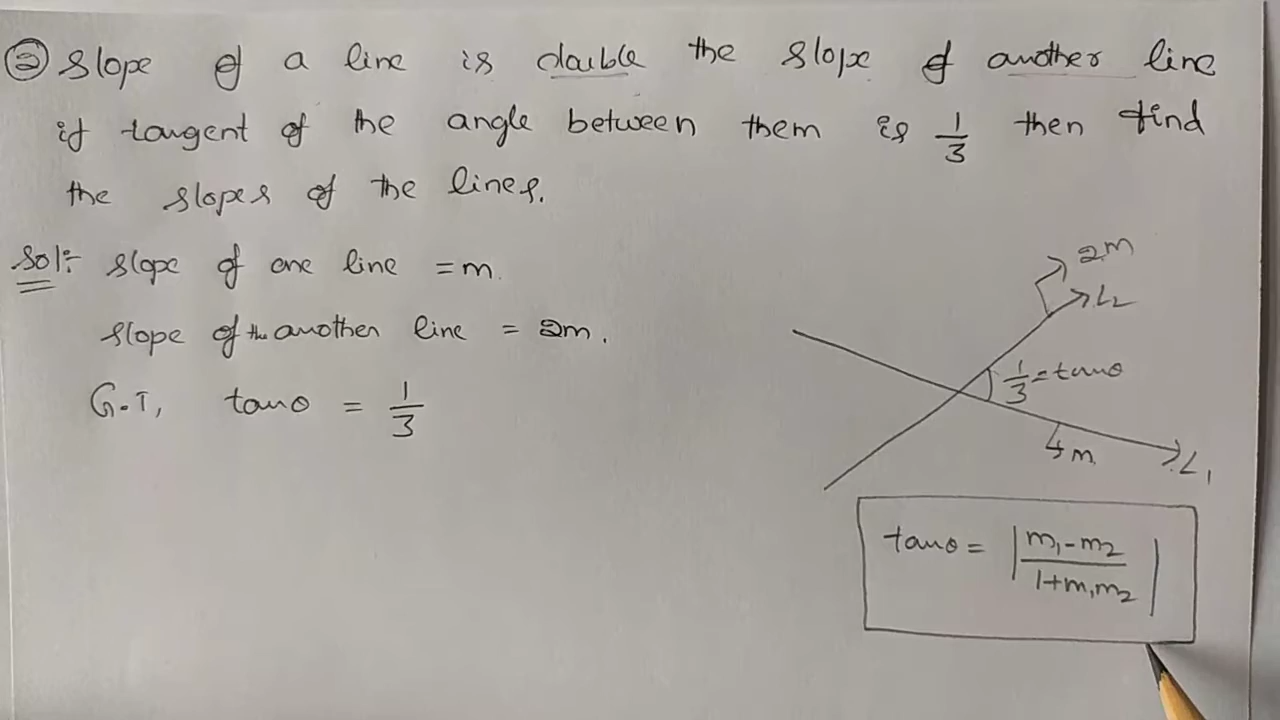 ② Slope of a line is double the slope of another line
if tangent of the angle between them is 1/3 then find
the slopes of the lines.
Sol:- slope of one line = m.
slope of the another line = 2m.
G.T, tanθ = 1/3
2m
L2
1/3 = tanθ
m
L1
tanθ = | m1 - m2 / 1 + m1m2 |